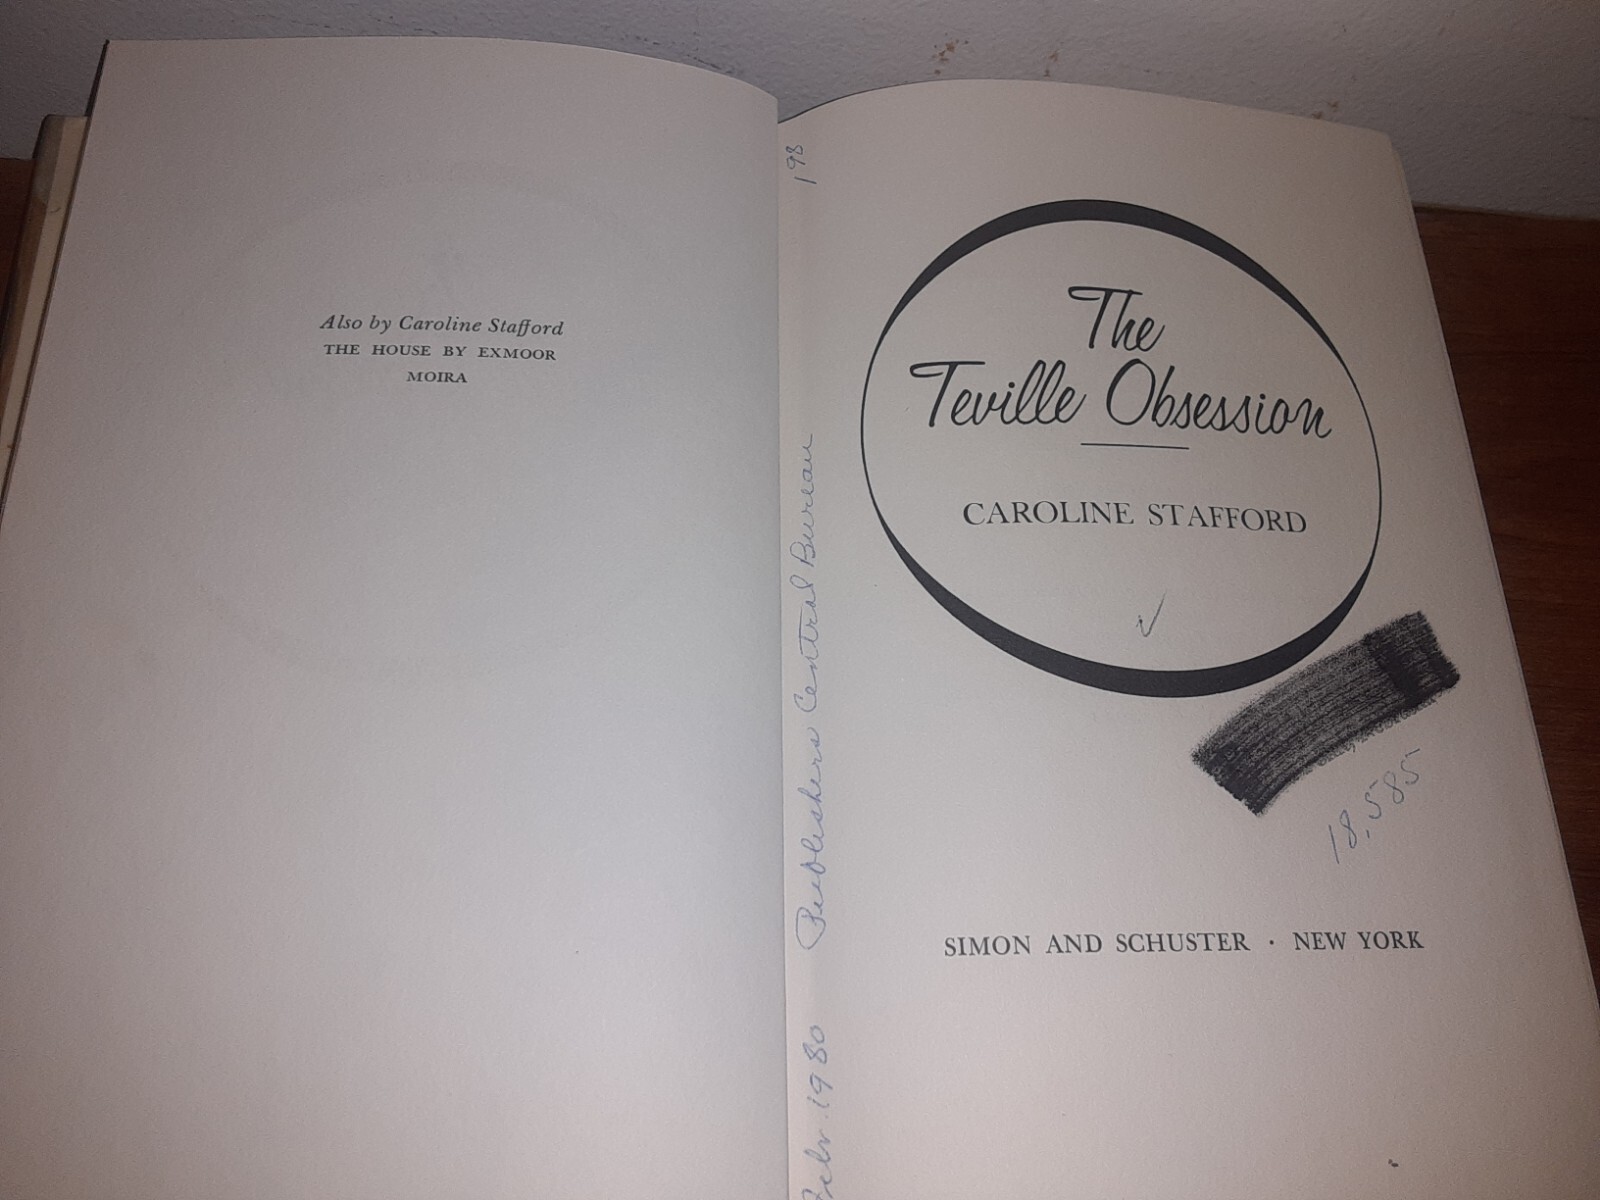 Also by Caroline Stafford
THE HOUSE BY EXMOOR
MOIRA
The
Teville Obsession
CAROLINE STAFFORD
18.585
SIMON AND SCHUSTER · NEW YORK
Febr. 1980 Publishers Central Bureau 198